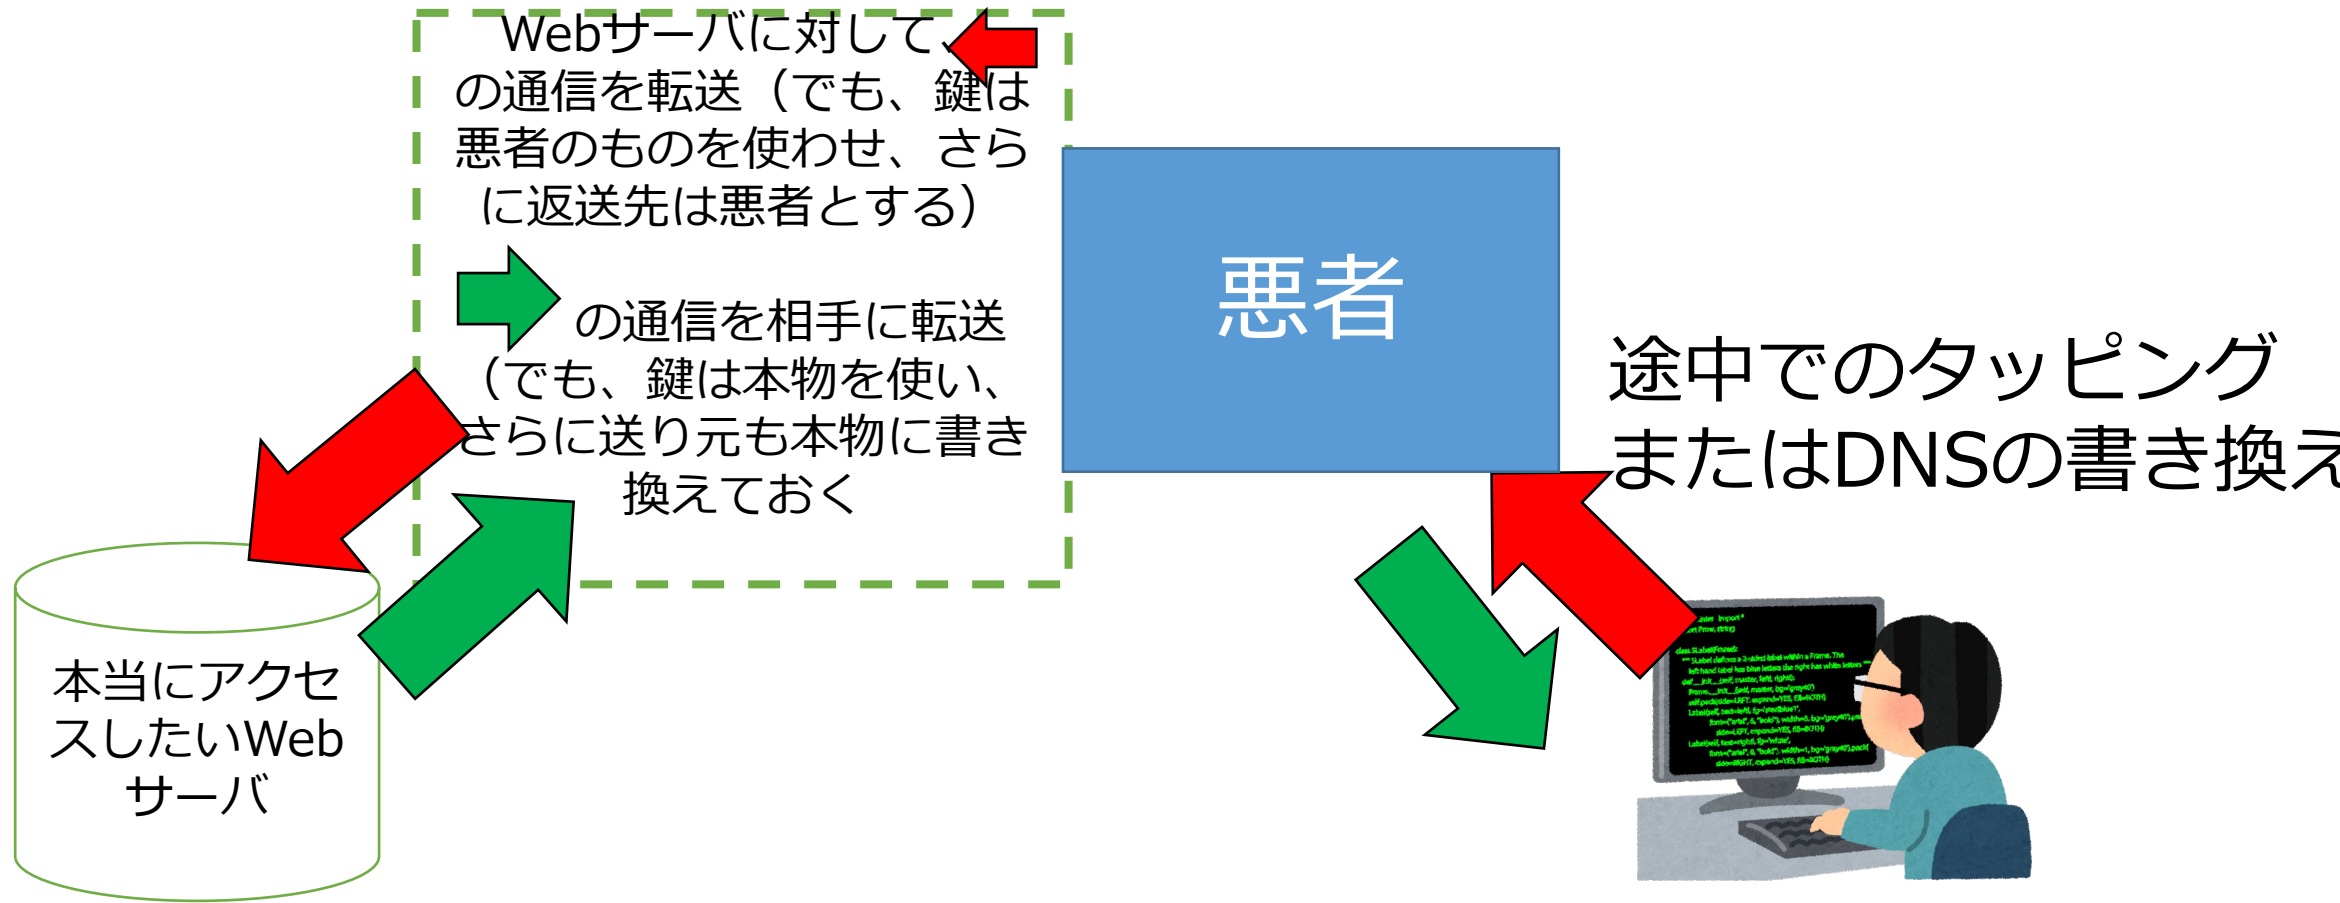 Webサーバに対して、
の通信を転送（でも、鍵は
悪者のものを使わせ、さら
に返送先は悪者とする）
の通信を相手に転送
（でも、鍵は本物を使い、
さらに送り元も本物に書き
換えておく
悪者
途中でのタッピング
またはDNSの書き換え
本当にアクセ
スしたいWeb
サーバ